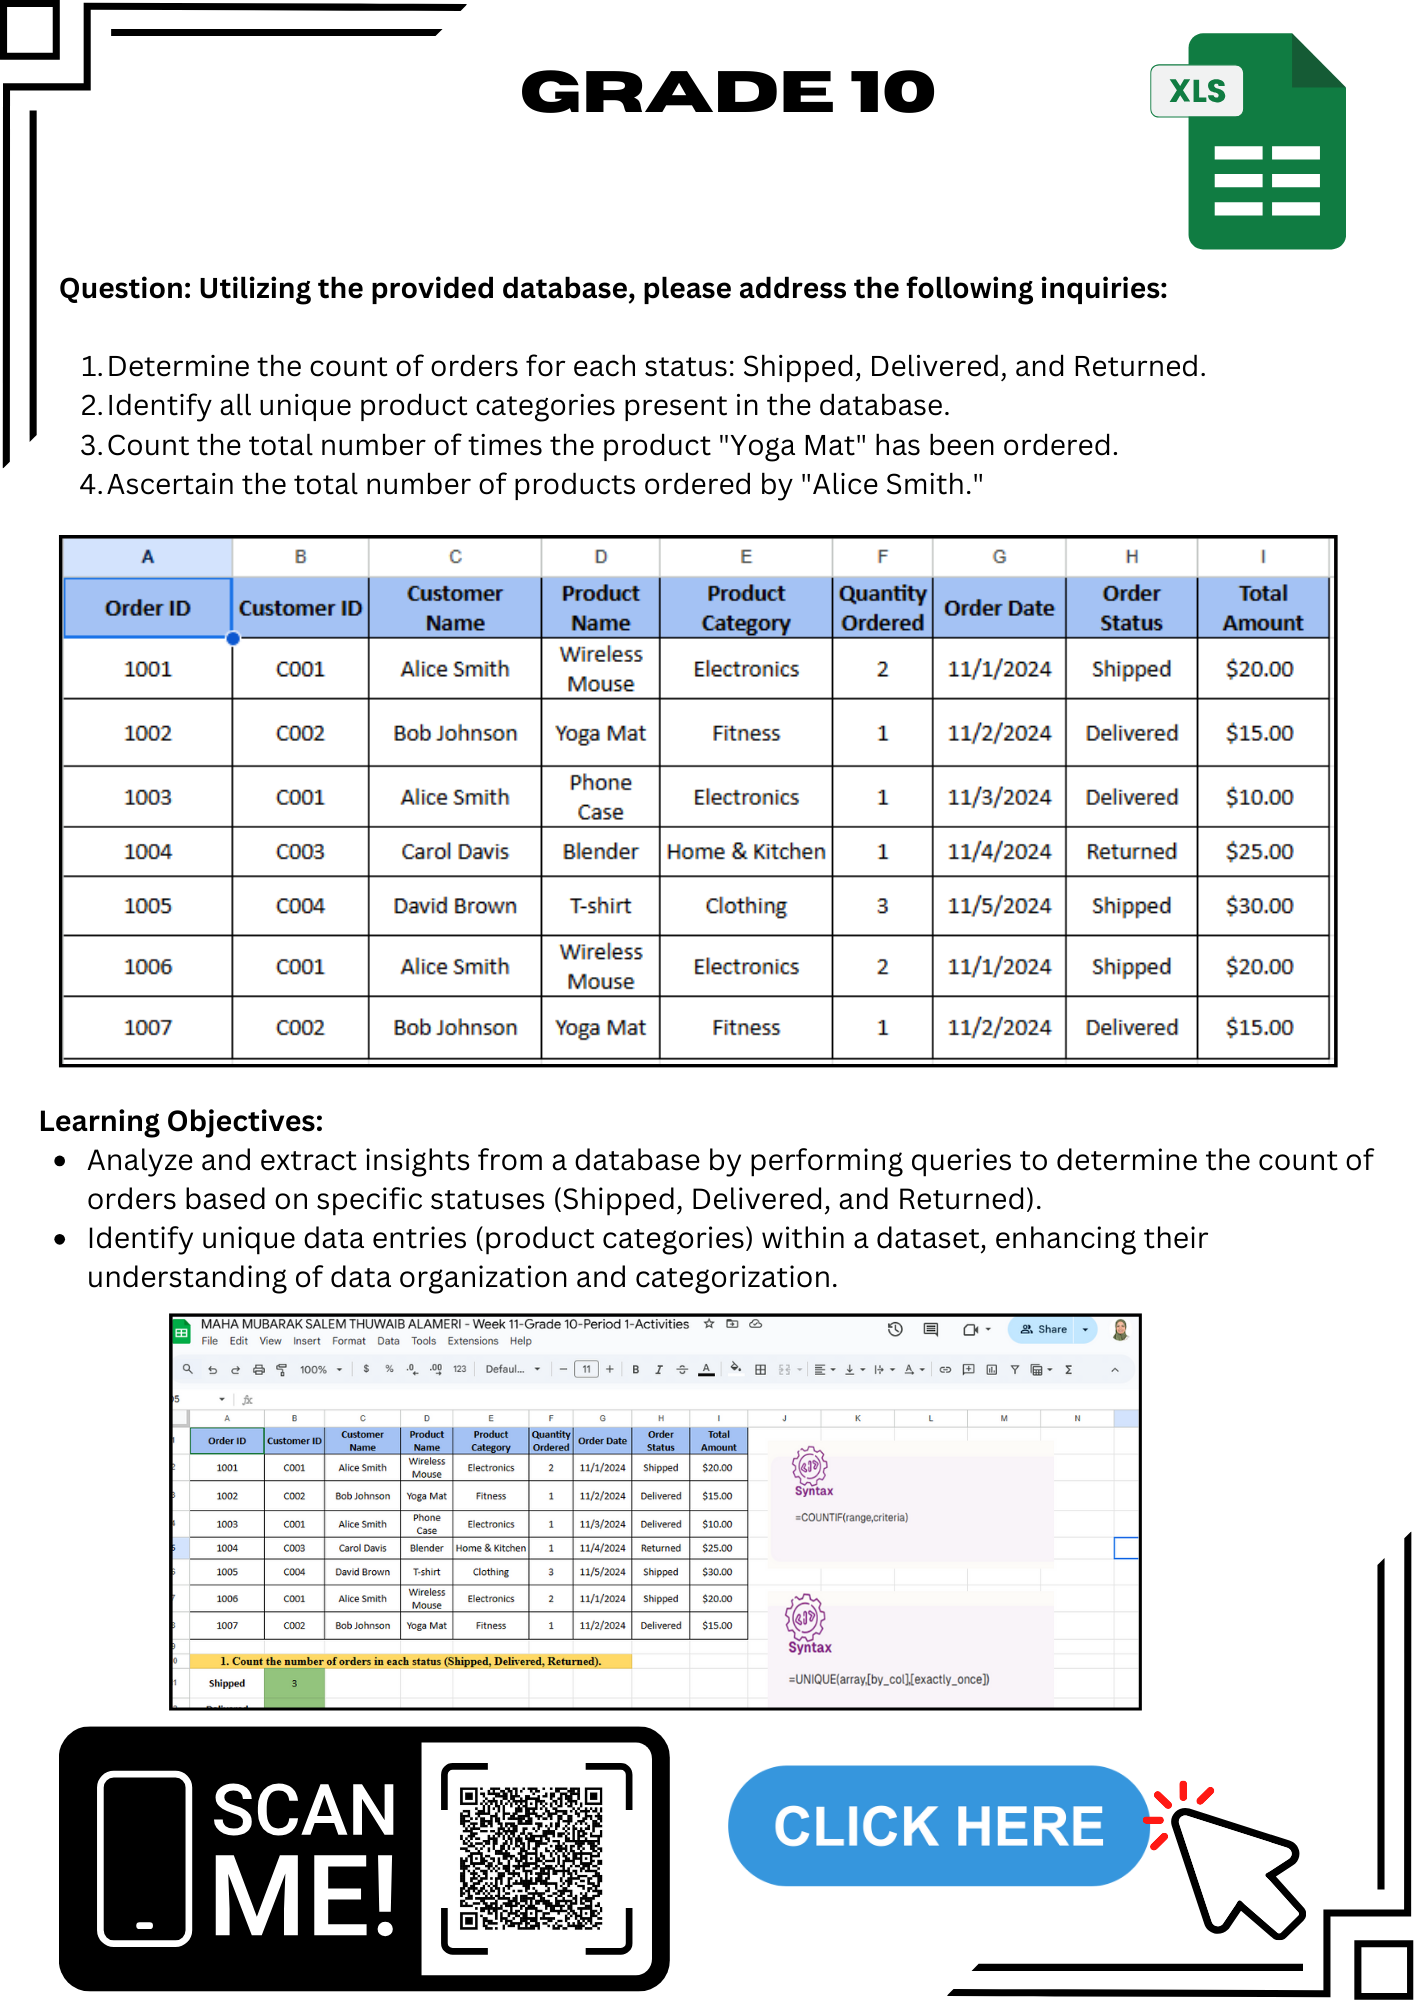 GRADE 10
XLS
Question: Utilizing the provided database, please address the following inquiries:
1. Determine the count of orders for each status: Shipped, Delivered, and Returned.
2. Identify all unique product categories present in the database.
3. Count the total number of times the product "Yoga Mat" has been ordered.
4. Ascertain the total number of products ordered by "Alice Smith."
A B C D E F G H I
Order ID Customer ID Customer Name Product Name Product Category Quantity Ordered Order Date Order Status Total Amount
1001 C001 Alice Smith Wireless Mouse Electronics 2 11/1/2024 Shipped $20.00
1002 C002 Bob Johnson Yoga Mat Fitness 1 11/2/2024 Delivered $15.00
1003 C001 Alice Smith Phone Case Electronics 1 11/3/2024 Delivered $10.00
1004 C003 Carol Davis Blender Home & Kitchen 1 11/4/2024 Returned $25.00
1005 C004 David Brown T-shirt Clothing 3 11/5/2024 Shipped $30.00
1006 C001 Alice Smith Wireless Mouse Electronics 2 11/1/2024 Shipped $20.00
1007 C002 Bob Johnson Yoga Mat Fitness 1 11/2/2024 Delivered $15.00
Learning Objectives:
Analyze and extract insights from a database by performing queries to determine the count of
orders based on specific statuses (Shipped, Delivered, and Returned).
Identify unique data entries (product categories) within a dataset, enhancing their
understanding of data organization and categorization.
MAHA MUBARAK SALEM THUWAIB ALAMERI - Week 11-Grade 10-Period 1-Activities
File Edit View Insert Format Data Tools Extensions Help
Share
100% $ % .0 .00 123 Defaul... 11 B I A
fx
A B C D E F G H I J K L M N
Order ID Customer ID Customer Name Product Name Product Category Quantity Ordered Order Date Order Status Total Amount
1001 C001 Alice Smith Wireless Mouse Electronics 2 11/1/2024 Shipped $20.00
1002 C002 Bob Johnson Yoga Mat Fitness 1 11/2/2024 Delivered $15.00
1003 C001 Alice Smith Phone Case Electronics 1 11/3/2024 Delivered $10.00
1004 C003 Carol Davis Blender Home & Kitchen 1 11/4/2024 Returned $25.00
1005 C004 David Brown T-shirt Clothing 3 11/5/2024 Shipped $30.00
1006 C001 Alice Smith Wireless Mouse Electronics 2 11/1/2024 Shipped $20.00
1007 C002 Bob Johnson Yoga Mat Fitness 1 11/2/2024 Delivered $15.00
Syntax
=COUNTIF(range,criteria)
Syntax
=UNIQUE(array,[by_col],[exactly_once])
1. Count the number of orders in each status (Shipped, Delivered, Returned).
Shipped 3
SCAN
ME!
CLICK HERE